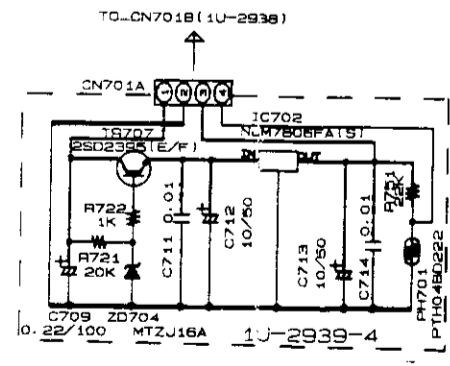 TO CN701B(1U-2938)
CN701A
1 2 3 4
IC702
NJM7806FA(S)
TR707
2SD2395(E/F)
IN OUT
R751
22K
R722
1K
R721
20K
C711 0.01
C712
10/50
C713
10/50
C714 0.01
PH701
PTH04BD222
C709
0.22/100
ZD704
MTZJ16A
1U-2939-4